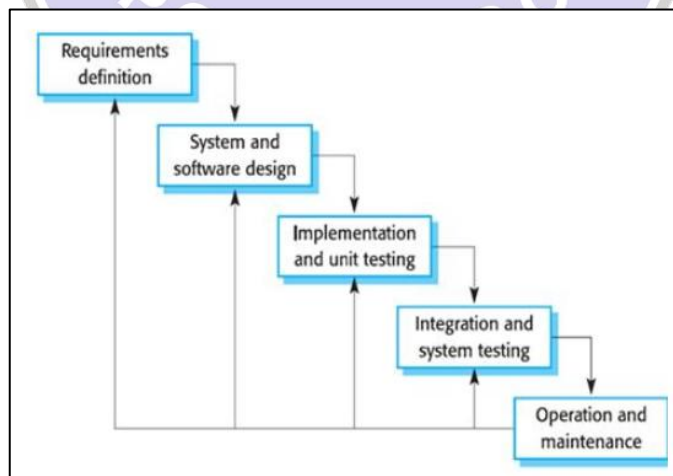 Requirements
definition
System and
software design
Implementation
and unit testing
Integration and
system testing
Operation and
maintenance